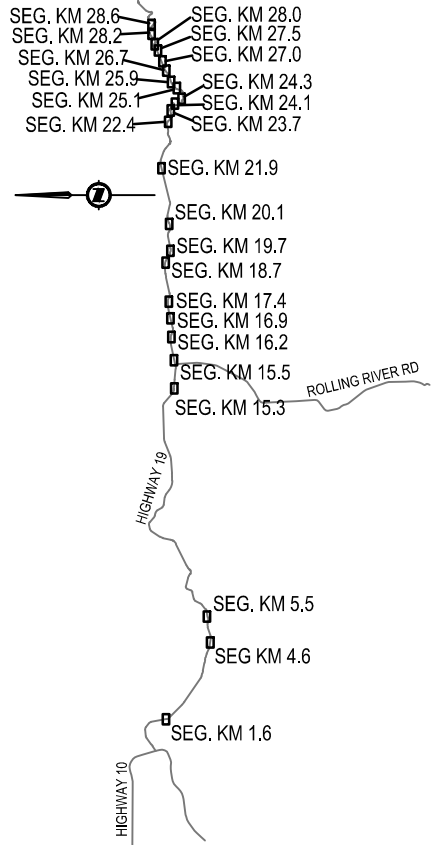 SEG. KM 28.6
SEG. KM 28.0
SEG. KM 28.2
SEG. KM 27.5
SEG. KM 26.7
SEG. KM 27.0
SEG. KM 25.9
SEG. KM 24.3
SEG. KM 25.1
SEG. KM 24.1
SEG. KM 22.4
SEG. KM 23.7
SEG. KM 21.9
Z
SEG. KM 20.1
SEG. KM 19.7
SEG. KM 18.7
SEG. KM 17.4
SEG. KM 16.9
SEG. KM 16.2
SEG. KM 15.5
ROLLING RIVER RD
SEG. KM 15.3
HIGHWAY 19
SEG. KM 5.5
SEG KM 4.6
SEG. KM 1.6
HIGHWAY 10